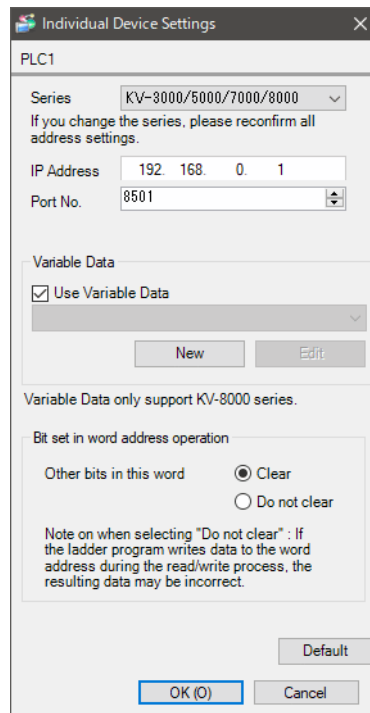 Individual Device Settings
PLC1
Series KV-3000/5000/7000/8000
If you change the series, please reconfirm all
address settings.
IP Address 192. 168. 0. 1
Port No. 8501
Variable Data
Use Variable Data
New Edit
Variable Data only support KV-8000 series.
Bit set in word address operation
Other bits in this word Clear
Do not clear
Note on when selecting "Do not clear" : If
the ladder program writes data to the word
address during the read/write process, the
resulting data may be incorrect.
Default
OK (O) Cancel